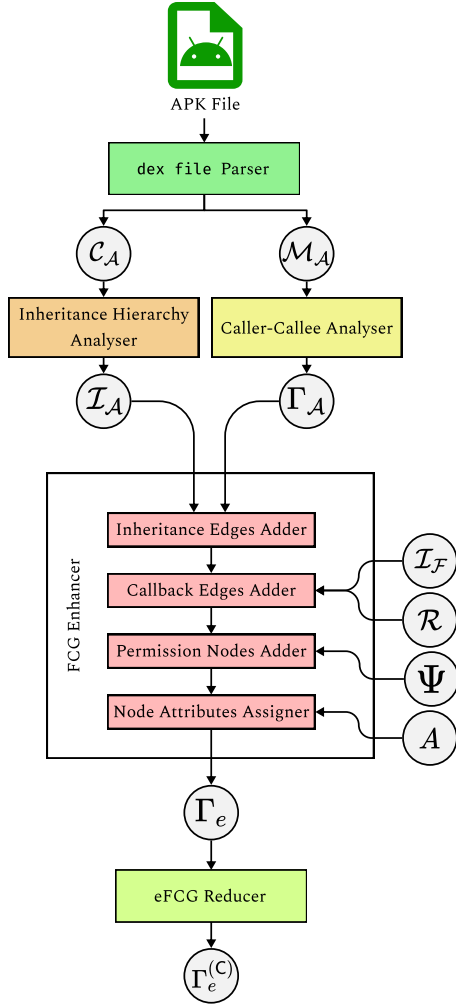 APK File
dex file Parser
𝒞_𝒜
ℳ_𝒜
Inheritance Hierarchy
Analyser
Caller-Callee Analyser
ℐ_𝒜
Γ_𝒜
FCG Enhancer
Inheritance Edges Adder
Callback Edges Adder
Permission Nodes Adder
Node Attributes Assigner
ℐ_ℱ
ℛ
Ψ
A
Γ_e
eFCG Reducer
Γ_e^(C)